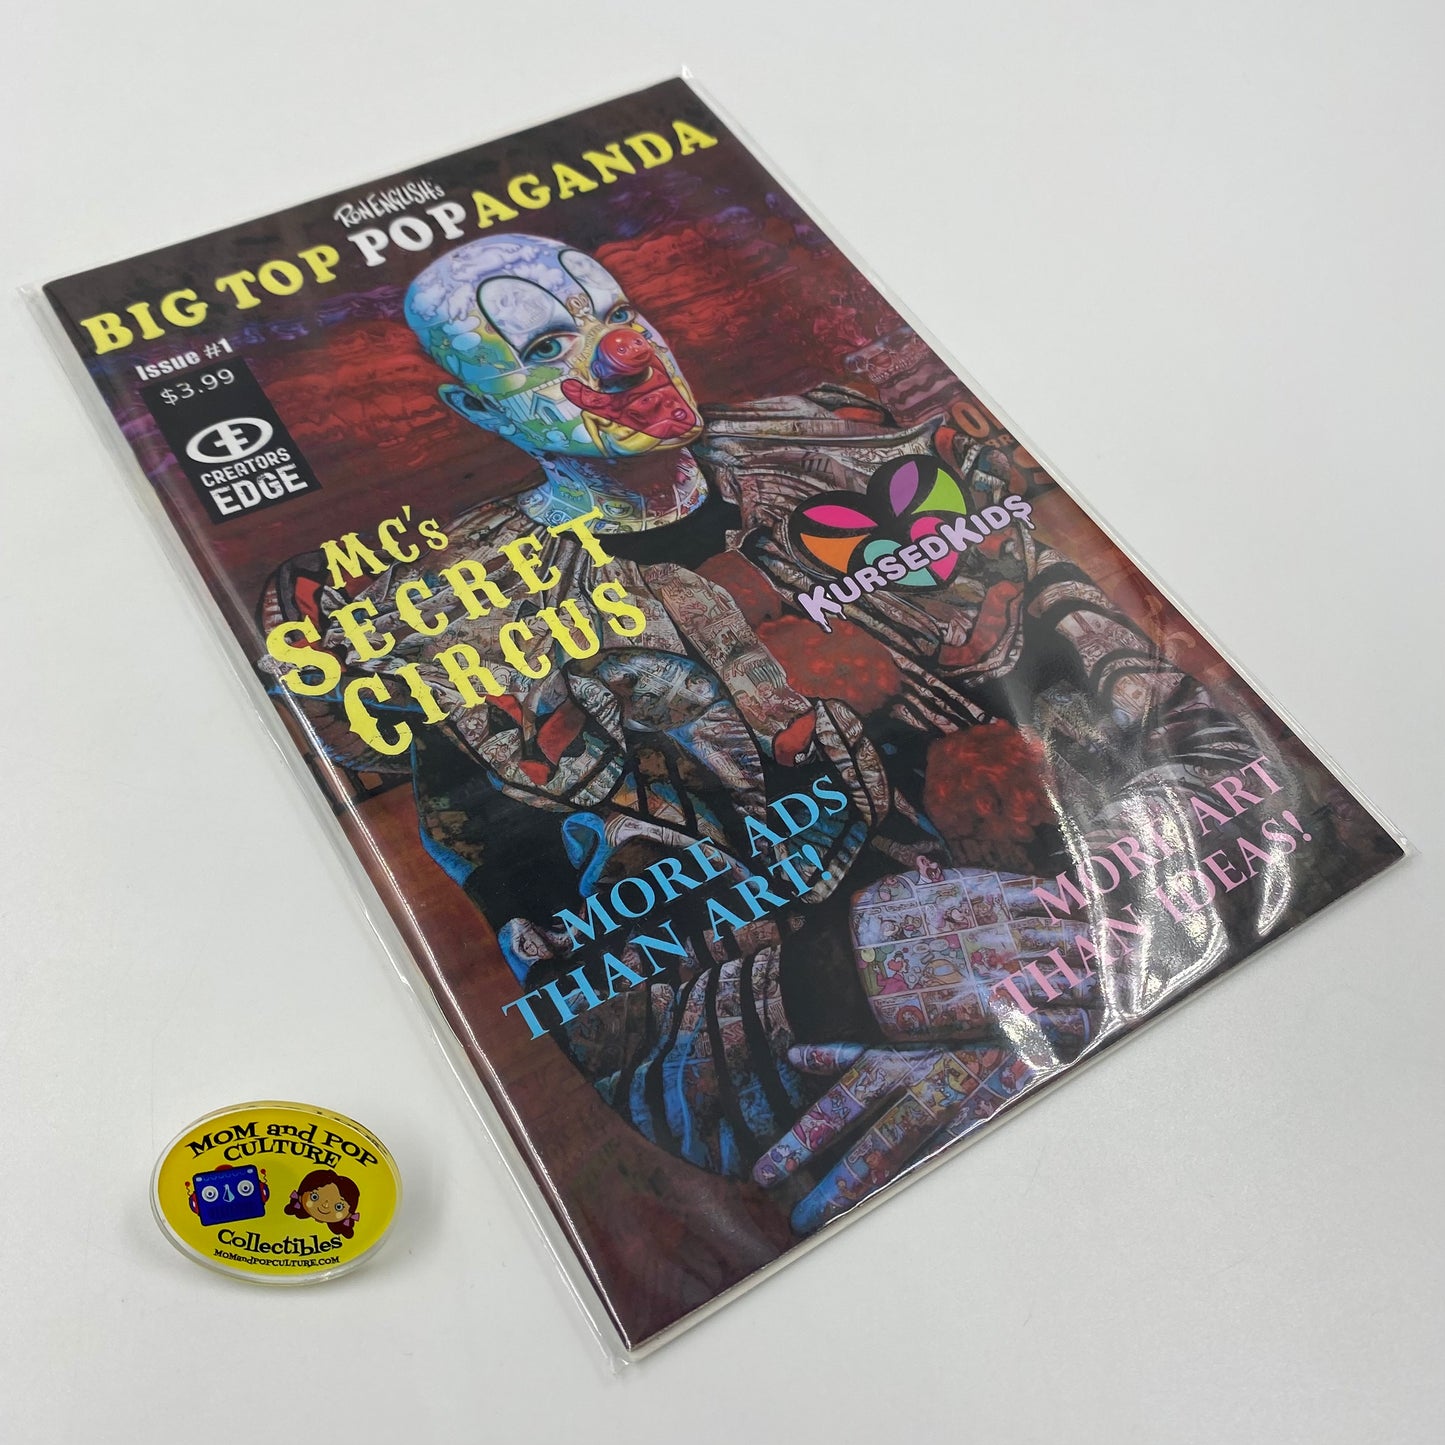 RON ENGLISH's
BIG TOP POPAGANDA
Issue #1
$3.99
CE
CREATORS
EDGE
MC's
SECRET
CIRCUS
KURSEDKIDS
MORE ADS
THAN ART!
MORE ART
THAN IDEAS!
MOM and POP
CULTURE
Collectibles
MOMandPOPCULTURE.COM